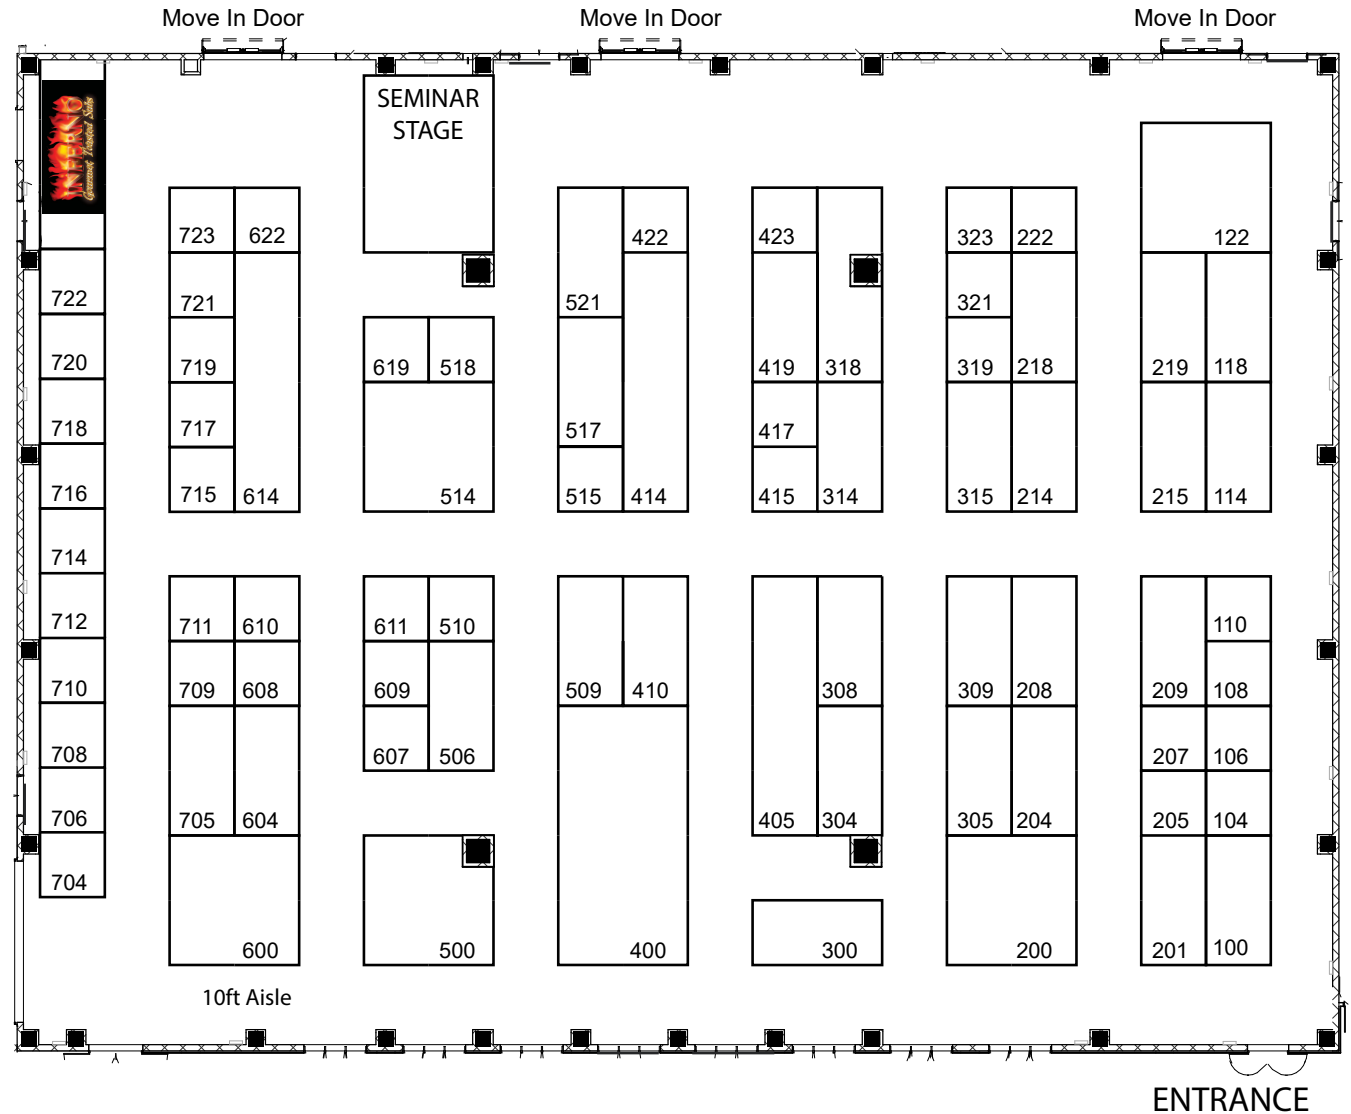 Move In Door Move In Door Move In Door
SEMINAR
STAGE
INFERNO
Gourmet Toasted Subs
723 622 422 423 323 222 122
722 721 521 321
720 719 619 518 419 318 319 218 219 118
718 717 517 417
716 715 614 514 515 414 415 314 315 214 215 114
714
712 711 610 611 510 110
710 709 608 609 509 410 308 309 208 209 108
708 607 506 207 106
706 705 604 405 304 305 204 205 104
704
600 500 400 300 200 201 100
10ft Aisle
ENTRANCE